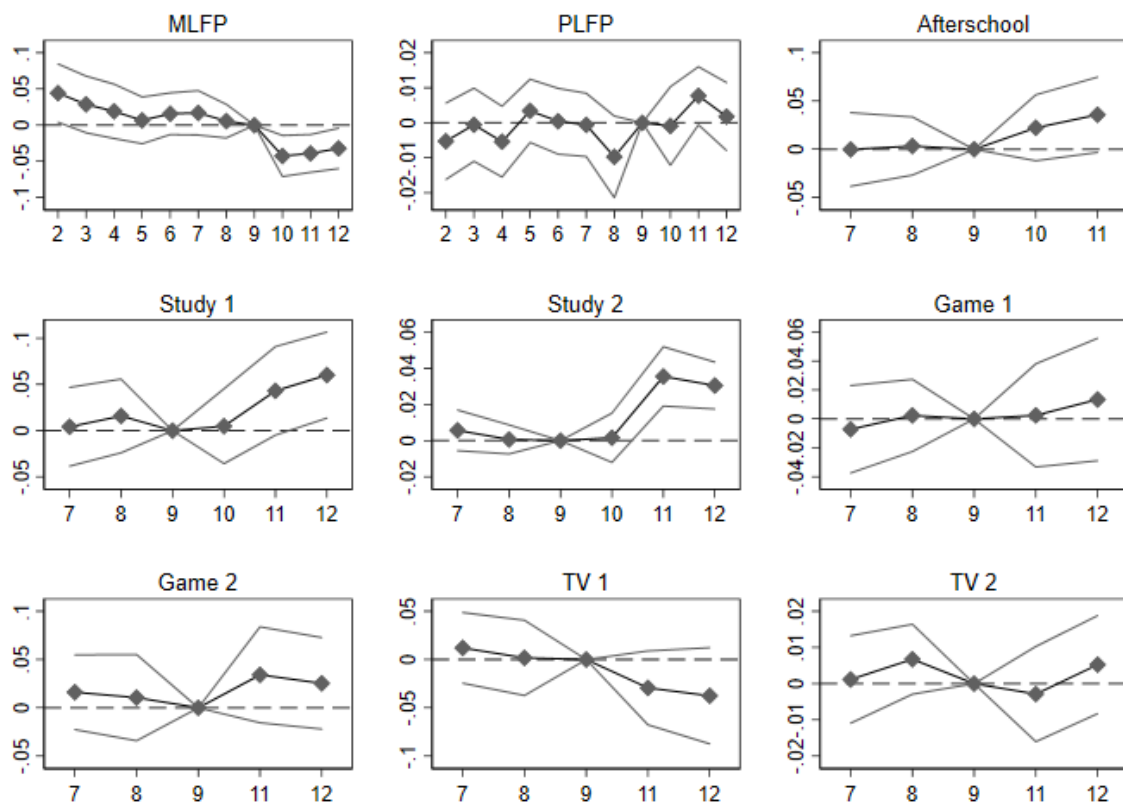 MLFP PLFP Afterschool
.1 .05 0 -.05 -.1
.02 .01 0 -.01 -.02
.1 .05 0 -.05
2 3 4 5 6 7 8 9 10 11 12
2 3 4 5 6 7 8 9 10 11 12
7 8 9 10 11
Study 1 Study 2 Game 1
.1 .05 0 -.05
.06 .04 .02 0 -.02
.06 .04 .02 0 -.02 -.04
7 8 9 10 11 12
7 8 9 10 11 12
7 8 9 11 12
Game 2 TV 1 TV 2
.1 .05 0 -.05
.05 0 -.05 -.1
.02 .01 0 -.01 -.02
7 8 9 11 12
7 8 9 11 12
7 8 9 11 12